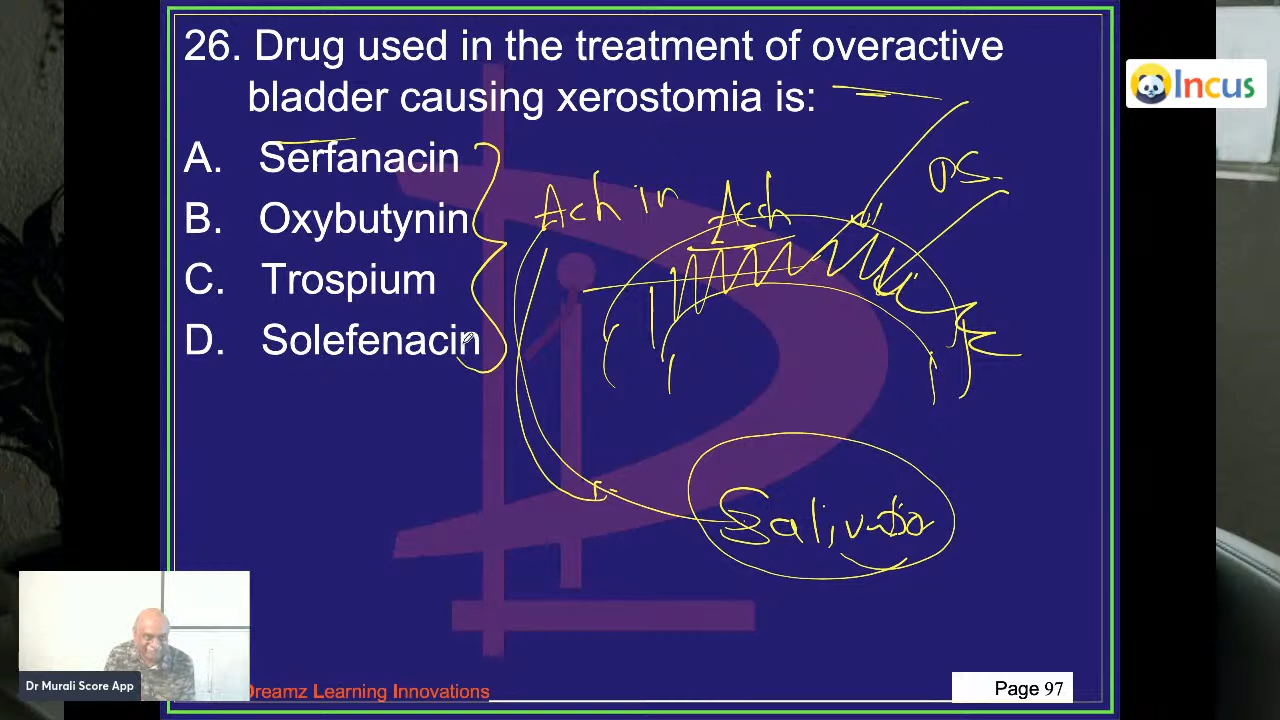 26. Drug used in the treatment of overactive
bladder causing xerostomia is:
A. Serfanacin
B. Oxybutynin
C. Trospium
D. Solefenacin
Ach in
Ach
Incus
Dr Murali Score App
Dreamz Learning Innovations
Page 97